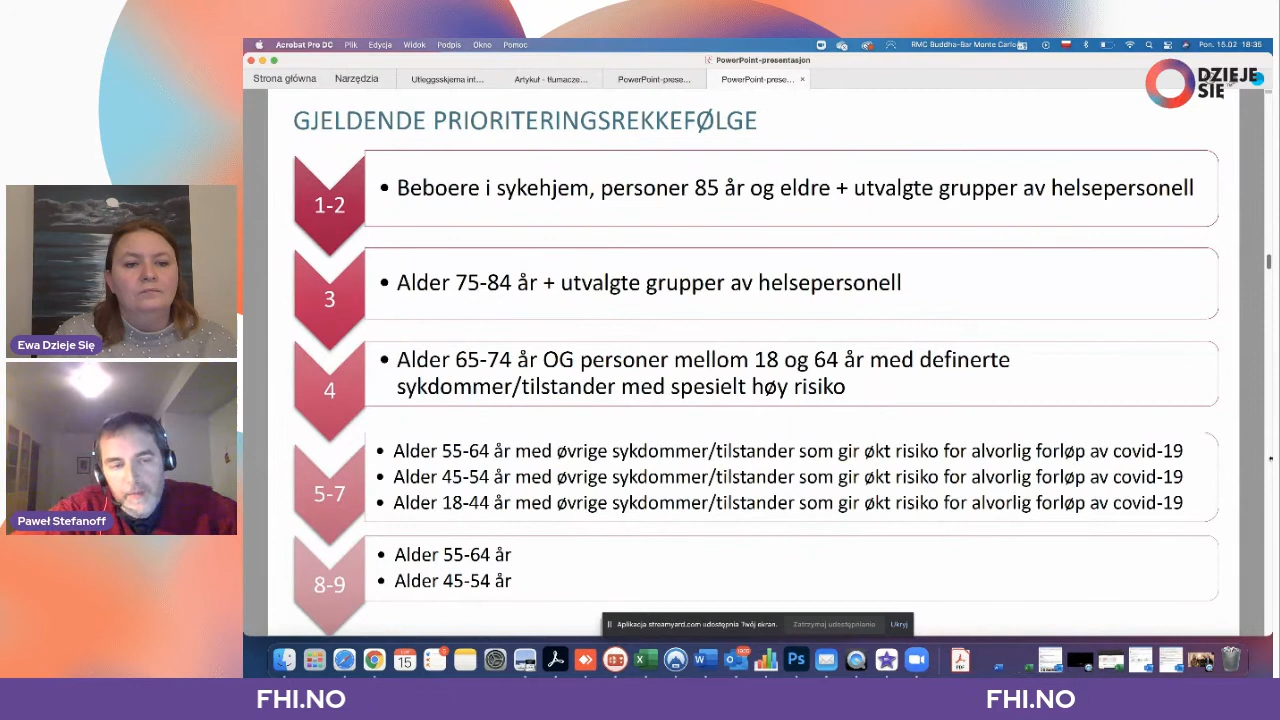 Acrobat Pro DC Plik Edycja Widok Podpis Okno Pomoc
RMC Buddha-Bar Monte Carlo
Pon. 15.02 18:35
PowerPoint-presentasjon
Strona główna Narzędzia Utleggsskjema int... Artykuł - tłumacze... PowerPoint-prese... PowerPoint-prese... ×
DZIEJE
SIĘ
GJELDENDE PRIORITERINGSREKKEFØLGE
1-2
• Beboere i sykehjem, personer 85 år og eldre + utvalgte grupper av helsepersonell
3
• Alder 75-84 år + utvalgte grupper av helsepersonell
4
• Alder 65-74 år OG personer mellom 18 og 64 år med definerte
sykdommer/tilstander med spesielt høy risiko
5-7
• Alder 55-64 år med øvrige sykdommer/tilstander som gir økt risiko for alvorlig forløp av covid-19
• Alder 45-54 år med øvrige sykdommer/tilstander som gir økt risiko for alvorlig forløp av covid-19
• Alder 18-44 år med øvrige sykdommer/tilstander som gir økt risiko for alvorlig forløp av covid-19
8-9
• Alder 55-64 år
• Alder 45-54 år
Ewa Dzieje Się
Paweł Stefanoff
Aplikacja streamyard.com udostępnia Twój ekran. Zatrzymaj udostępnianie Ukryj
15
FHI.NO FHI.NO